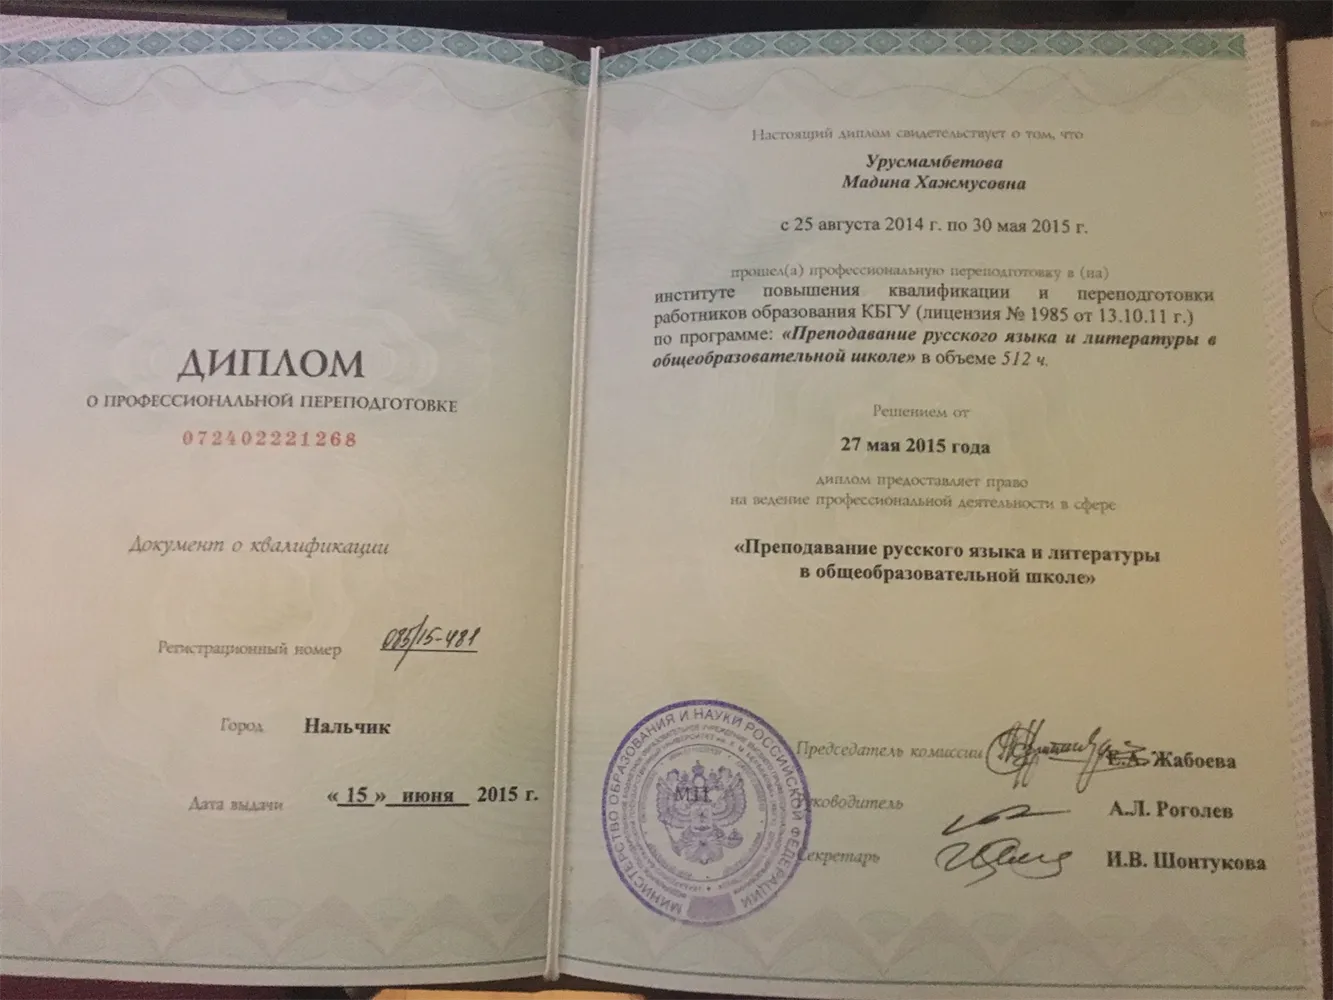 ДИПЛОМ
О ПРОФЕССИОНАЛЬНОЙ ПЕРЕПОДГОТОВКЕ
072402221268
Документ о квалификации
Регистрационный номер 085/15-481
Город Нальчик
Дата выдачи « 15 » июня 2015 г.
Настоящий диплом свидетельствует о том, что
Урусмамбетова
Мадина Хажмусовна
с 25 августа 2014 г. по 30 мая 2015 г.
прошел(а) профессиональную переподготовку в (на)
институте повышения квалификации и переподготовки
работников образования КБГУ (лицензия № 1985 от 13.10.11 г.)
по программе: «Преподавание русского языка и литературы в
общеобразовательной школе» в объеме 512 ч.
Решением от
27 мая 2015 года
диплом предоставляет право
на ведение профессиональной деятельности в сфере
«Преподавание русского языка и литературы
в общеобразовательной школе»
Председатель комиссии Е.А. Жабоева
Руководитель А.Л. Роголев
Секретарь И.В. Шонтукова
МП
МИНИСТЕРСТВО ОБРАЗОВАНИЯ И НАУКИ РОССИЙСКОЙ ФЕДЕРАЦИИ